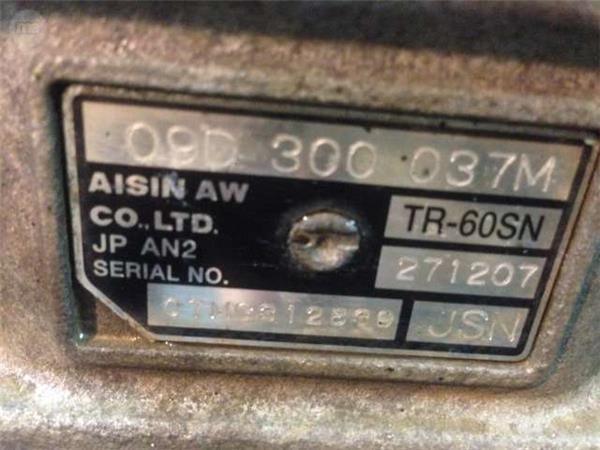 09D 300 037M
AISIN AW
CO.,LTD.
TR-60SN
JP AN2
271207
SERIAL NO.
JSN